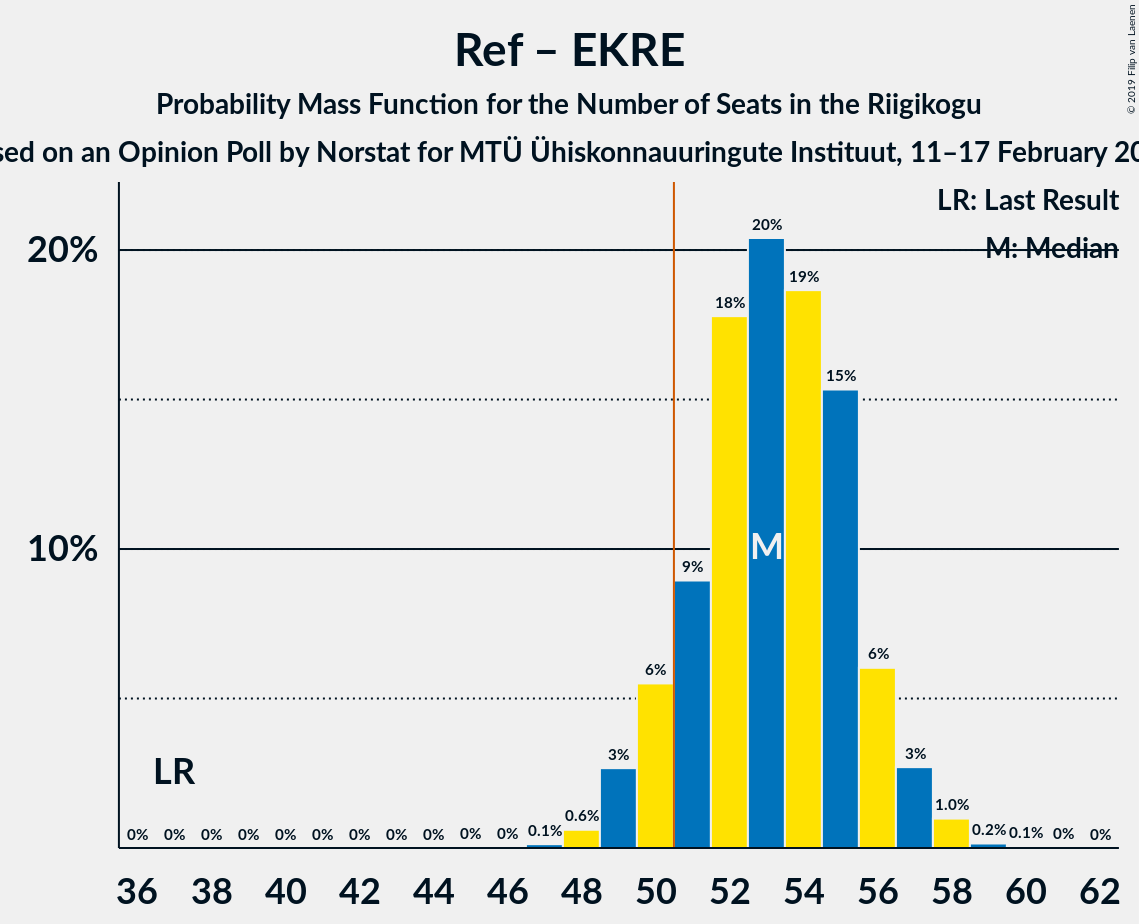 Ref – EKRE
Probability Mass Function for the Number of Seats in the Riigikogu
sed on an Opinion Poll by Norstat for MTÜ Ühiskonnauuringute Instituut, 11–17 February 20
© 2019 Filip van Laenen
LR: Last Result
M: Median
20%
10%
20%
19%
18%
15%
M
9%
6%
6%
3%
3%
LR
0% 0% 0% 0% 0% 0% 0% 0% 0% 0% 0% 0.1% 0.6% 1.0% 0.2% 0.1% 0% 0%
36 38 40 42 44 46 48 50 52 54 56 58 60 62